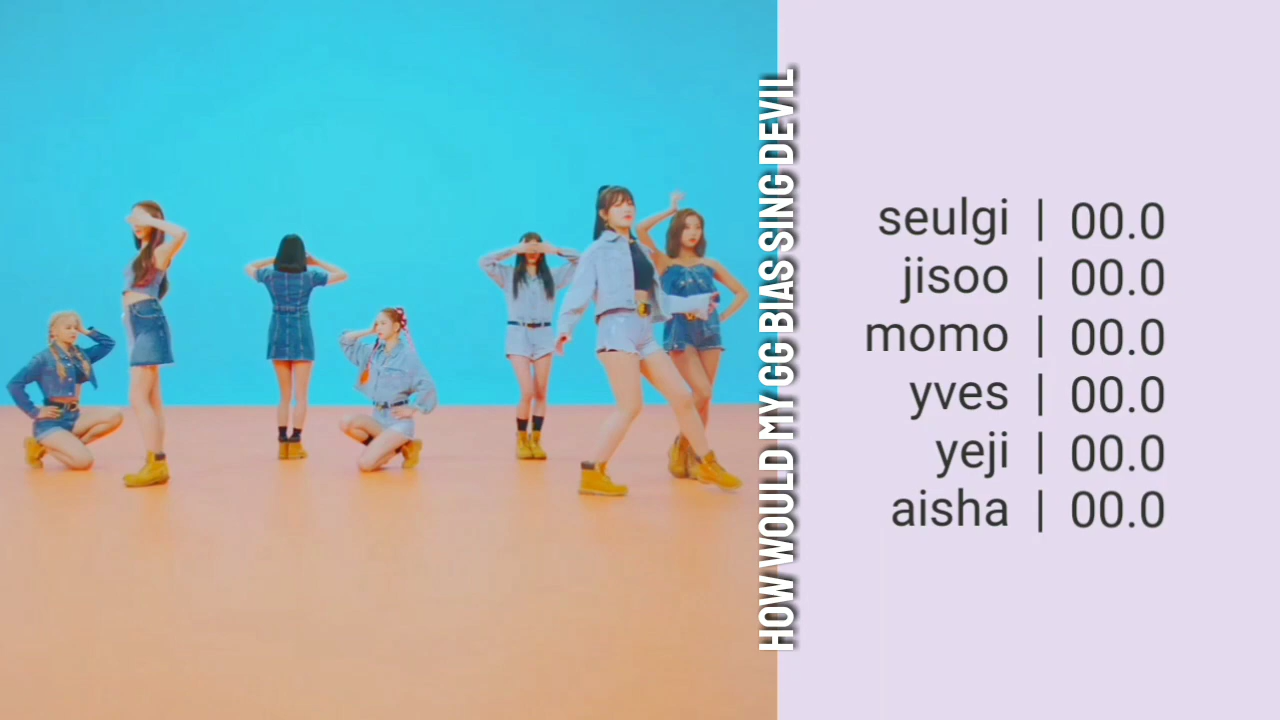 HOW WOULD MY GG BIAS SING DEVIL
seulgi | 00.0
jisoo | 00.0
momo | 00.0
yves | 00.0
yeji | 00.0
aisha | 00.0